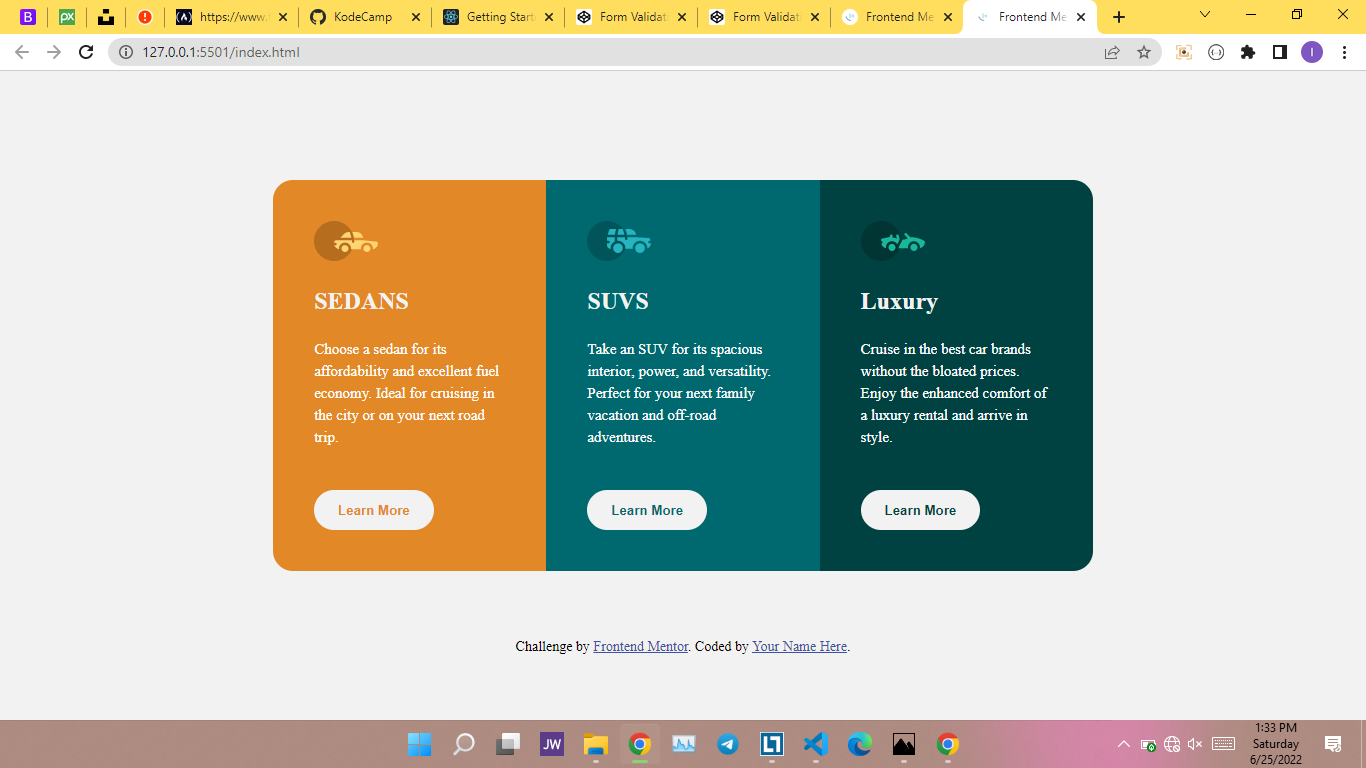 B
px
https://www.f
KodeCamp
Getting Start
Form Validat
Form Validat
Frontend Me
Frontend Me
127.0.0.1:5501/index.html
I
SEDANS
Choose a sedan for its
affordability and excellent fuel
economy. Ideal for cruising in
the city or on your next road
trip.
Learn More
SUVS
Take an SUV for its spacious
interior, power, and versatility.
Perfect for your next family
vacation and off-road
adventures.
Learn More
Luxury
Cruise in the best car brands
without the bloated prices.
Enjoy the enhanced comfort of
a luxury rental and arrive in
style.
Learn More
Challenge by Frontend Mentor. Coded by Your Name Here.
JW
1:33 PM
Saturday
6/25/2022